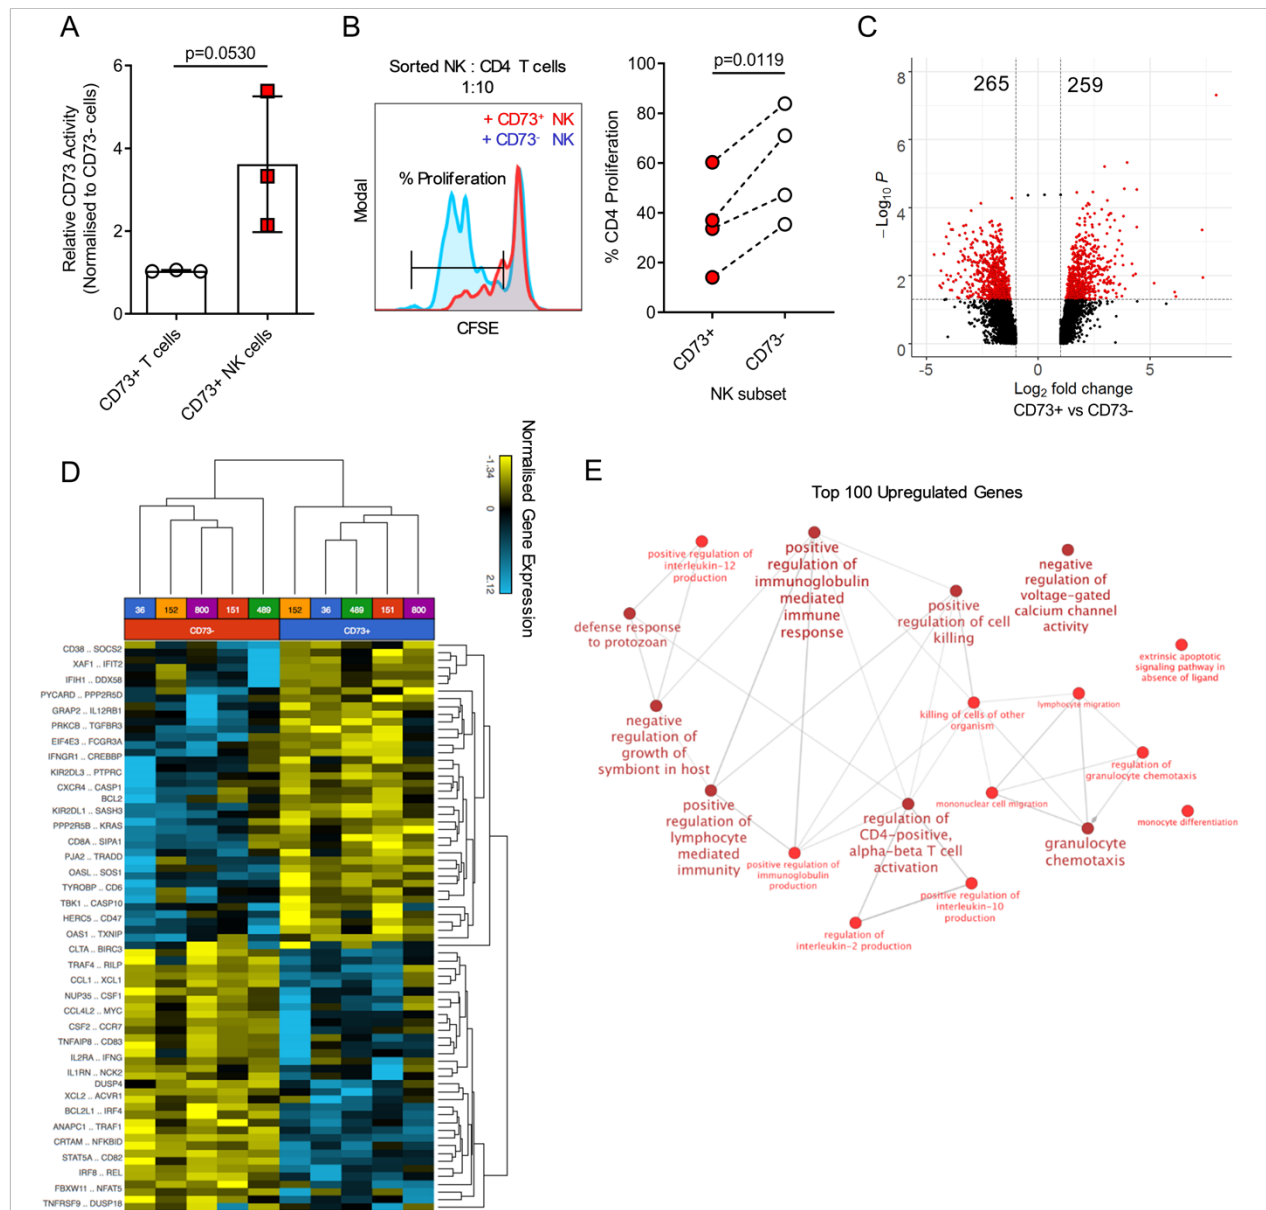 A
p=0.0530
Relative CD73 Activity
(Normalised to CD73- cells)
6
4
2
0
CD73+ T cells
CD73+ NK cells
B
Sorted NK : CD4 T cells
1:10
+ CD73⁺ NK
+ CD73⁻ NK
% Proliferation
Modal
CFSE
p=0.0119
% CD4 Proliferation
100
80
60
40
20
0
CD73+
CD73-
NK subset
C
265
259
– Log₁₀ P
8
6
4
2
0
-5
0
5
Log₂ fold change
CD73+ vs CD73-
D
-1.34
0
2.12
Normalised Gene Expression
36 152 800 151 489 152 36 489 151 800
CD73- CD73+
CD38 .. SOCS2
XAF1 .. IFIT2
IFIH1 .. DDX58
PYCARD .. PPP2R5D
GRAP2 .. IL12RB1
PRKCB .. TGFBR3
EIF4E3 .. FCGR3A
IFNGR1 .. CREBBP
KIR2DL3 .. PTPRC
CXCR4 .. CASP1
BCL2
KIR2DL1 .. SASH3
PPP2R5B .. KRAS
CD8A .. SIPA1
PJA2 .. TRADD
OASL .. SOS1
TYROBP .. CD6
TBK1 .. CASP10
HERC5 .. CD47
OAS1 .. TXNIP
CLTA .. BIRC3
TRAF4 .. RILP
CCL1 .. XCL1
NUP35 .. CSF1
CCL4L2 .. MYC
CSF2 .. CCR7
TNFAIP8 .. CD83
IL2RA .. IFNG
IL1RN .. NCK2
DUSP4
XCL2 .. ACVR1
BCL2L1 .. IRF4
ANAPC1 .. TRAF1
CRTAM .. NFKBID
STAT5A .. CD82
IRF8 .. REL
FBXW11 .. NFAT5
TNFRSF9 .. DUSP18
E
Top 100 Upregulated Genes
positive regulation of
interleukin-12
production
positive
regulation of
immunoglobulin
mediated
immune
response
negative
regulation of
voltage-gated
calcium channel
activity
defense response
to protozoan
positive
regulation of cell
killing
extrinsic apoptotic
signaling pathway in
absence of ligand
negative
regulation of
growth of
symbiont in host
killing of cells of other
organism
lymphocyte migration
regulation of
granulocyte chemotaxis
positive
regulation of
lymphocyte
mediated
immunity
mononuclear cell migration
monocyte differentiation
regulation of
CD4-positive,
alpha-beta T cell
activation
granulocyte
chemotaxis
positive regulation of
immunoglobulin
production
positive regulation of
interleukin-10
production
regulation of
interleukin-2 production